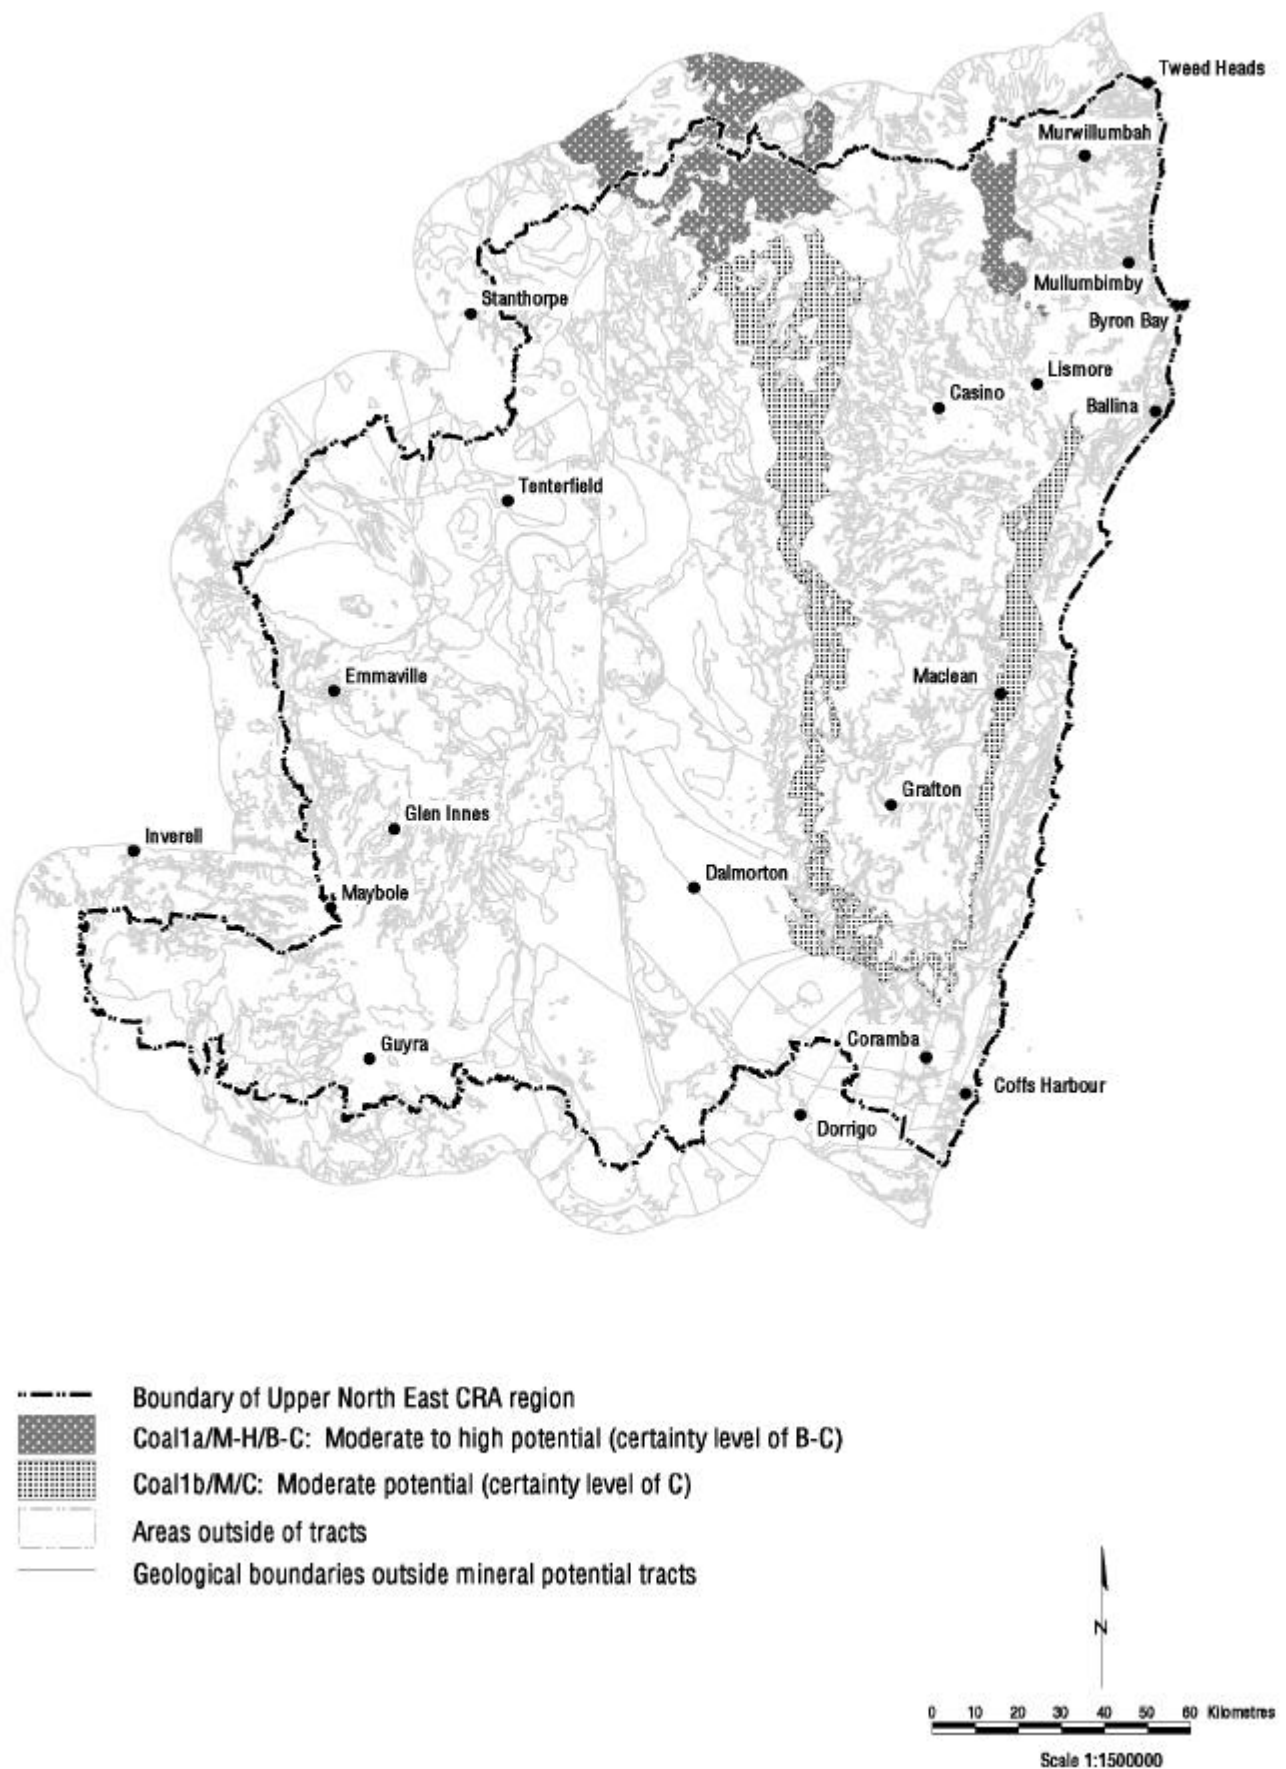 Tweed Heads
Murwillumbah
Mullumbimby
Stanthorpe
Byron Bay
Lismore
Casino
Ballina
Tenterfield
Emmaville
Maclean
Grafton
Glen Innes
Inverell
Dalmorton
Maybole
Coramba
Guyra
Coffs Harbour
Dorrigo
Boundary of Upper North East CRA region
Coal1a/M-H/B-C: Moderate to high potential (certainty level of B-C)
Coal1b/M/C: Moderate potential (certainty level of C)
Areas outside of tracts
Geological boundaries outside mineral potential tracts
N
0 10 20 30 40 50 60 Kilometres
Scale 1:1500000